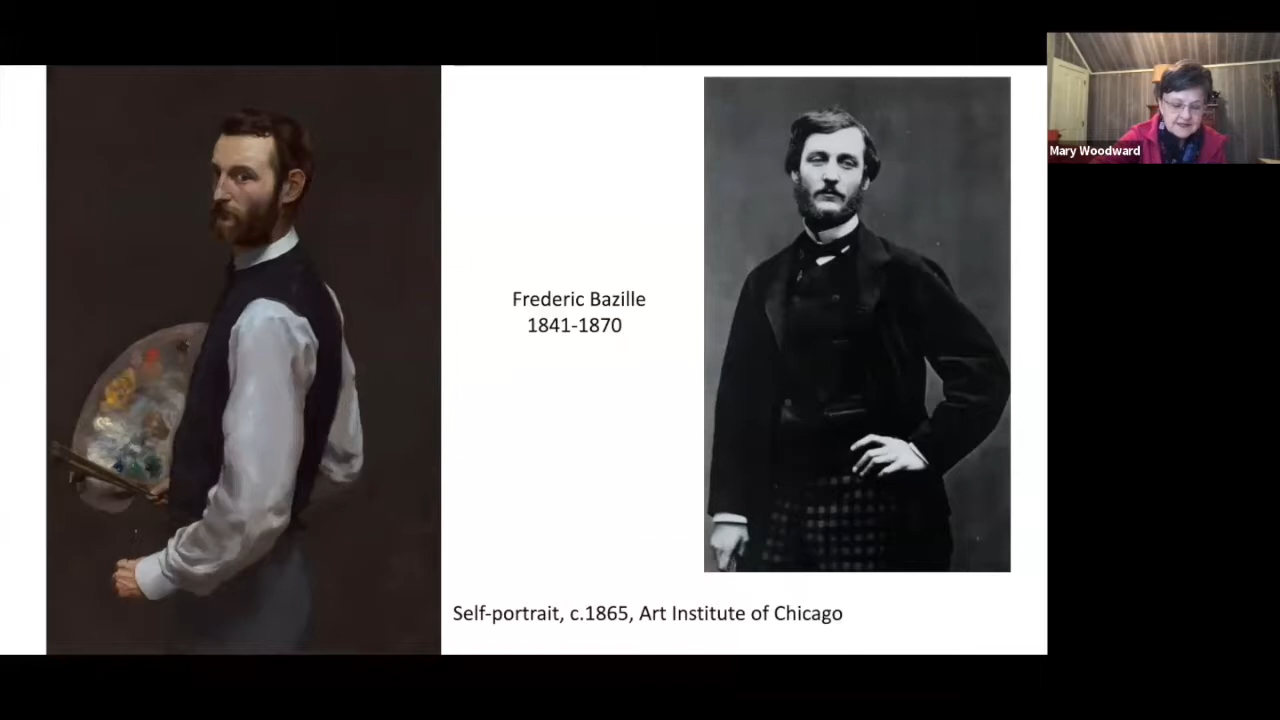 Frederic Bazille
1841-1870
Self-portrait, c.1865, Art Institute of Chicago
Mary Woodward